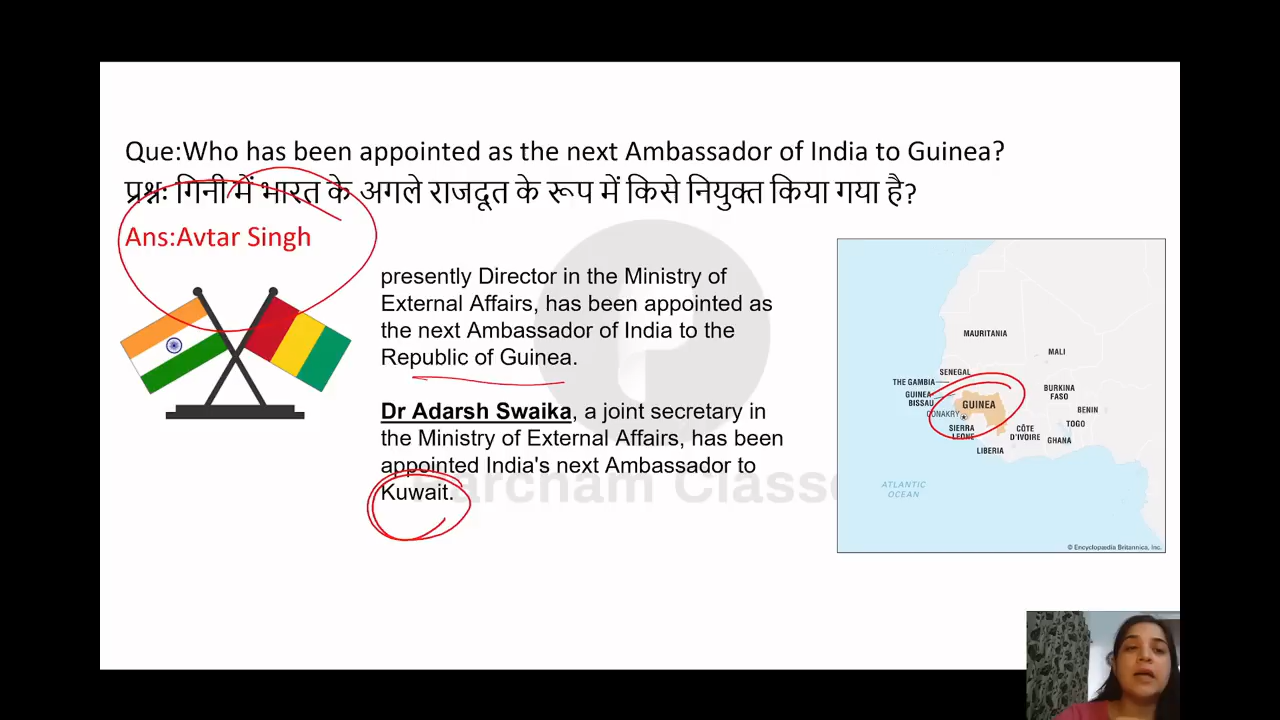 Que:Who has been appointed as the next Ambassador of India to Guinea?
प्रश्नः गिनी में भारत के अगले राजदूत के रूप में किसे नियुक्त किया गया है?
Ans:Avtar Singh
presently Director in the Ministry of
External Affairs, has been appointed as
the next Ambassador of India to the
Republic of Guinea.
Dr Adarsh Swaika, a joint secretary in
the Ministry of External Affairs, has been
appointed India's next Ambassador to
Kuwait.
Parcham Classe
MAURITANIA
MALI
SENEGAL
THE GAMBIA
GUINEA
BISSAU
GUINEA
CONAKRY
BURKINA
FASO
BENIN
TOGO
SIERRA
LEONE
CÔTE
D'IVOIRE
GHANA
LIBERIA
ATLANTIC
OCEAN
© Encyclopædia Britannica, Inc.